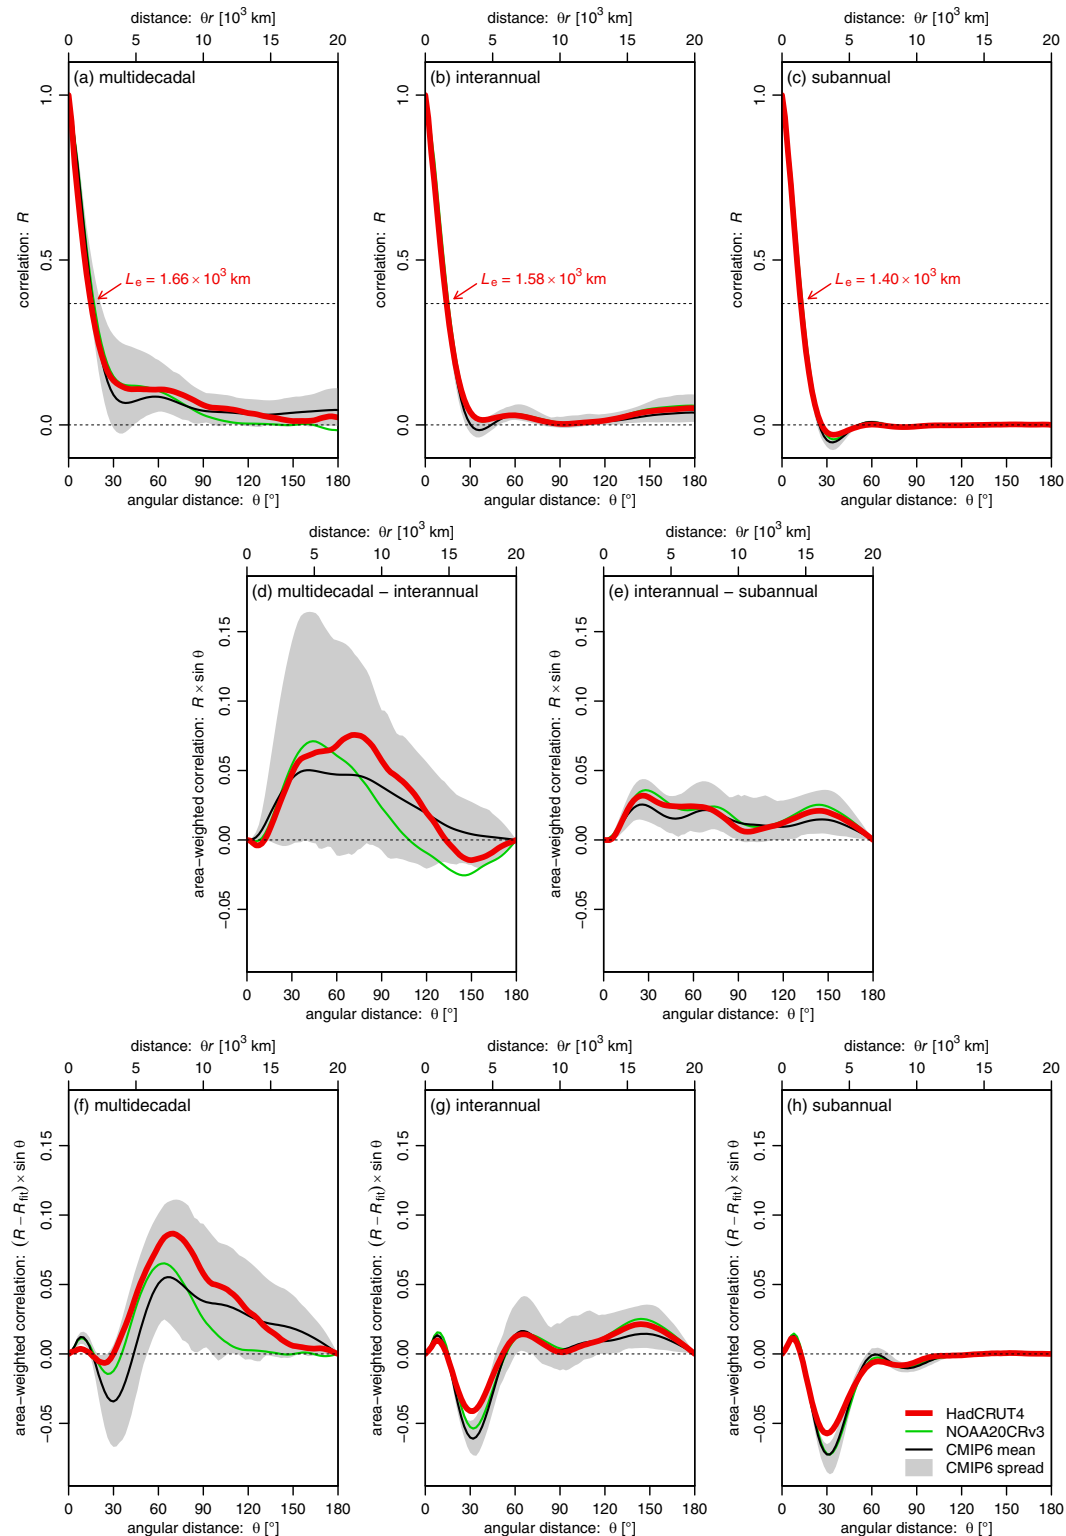 distance: θr [10³ km]
distance: θr [10³ km]
distance: θr [10³ km]
0 5 10 15 20
0 5 10 15 20
0 5 10 15 20
(a) multidecadal
(b) interannual
(c) subannual
correlation: R
correlation: R
correlation: R
1.0
0.5
0.0
1.0
0.5
0.0
1.0
0.5
0.0
Lₑ = 1.66 × 10³ km
Lₑ = 1.58 × 10³ km
Lₑ = 1.40 × 10³ km
0 30 60 90 120 150 180
0 30 60 90 120 150 180
0 30 60 90 120 150 180
angular distance: θ [°]
angular distance: θ [°]
angular distance: θ [°]
distance: θr [10³ km]
distance: θr [10³ km]
0 5 10 15 20
0 5 10 15 20
(d) multidecadal − interannual
(e) interannual − subannual
area−weighted correlation: R × sin θ
area−weighted correlation: R × sin θ
0.15
0.10
0.05
0.00
−0.05
0.15
0.10
0.05
0.00
−0.05
0 30 60 90 120 150 180
0 30 60 90 120 150 180
angular distance: θ [°]
angular distance: θ [°]
distance: θr [10³ km]
distance: θr [10³ km]
distance: θr [10³ km]
0 5 10 15 20
0 5 10 15 20
0 5 10 15 20
(f) multidecadal
(g) interannual
(h) subannual
area−weighted correlation: (R − R_fit) × sin θ
area−weighted correlation: (R − R_fit) × sin θ
area−weighted correlation: (R − R_fit) × sin θ
0.15
0.10
0.05
0.00
−0.05
0.15
0.10
0.05
0.00
−0.05
0.15
0.10
0.05
0.00
−0.05
HadCRUT4
NOAA20CRv3
CMIP6 mean
CMIP6 spread
0 30 60 90 120 150 180
0 30 60 90 120 150 180
0 30 60 90 120 150 180
angular distance: θ [°]
angular distance: θ [°]
angular distance: θ [°]